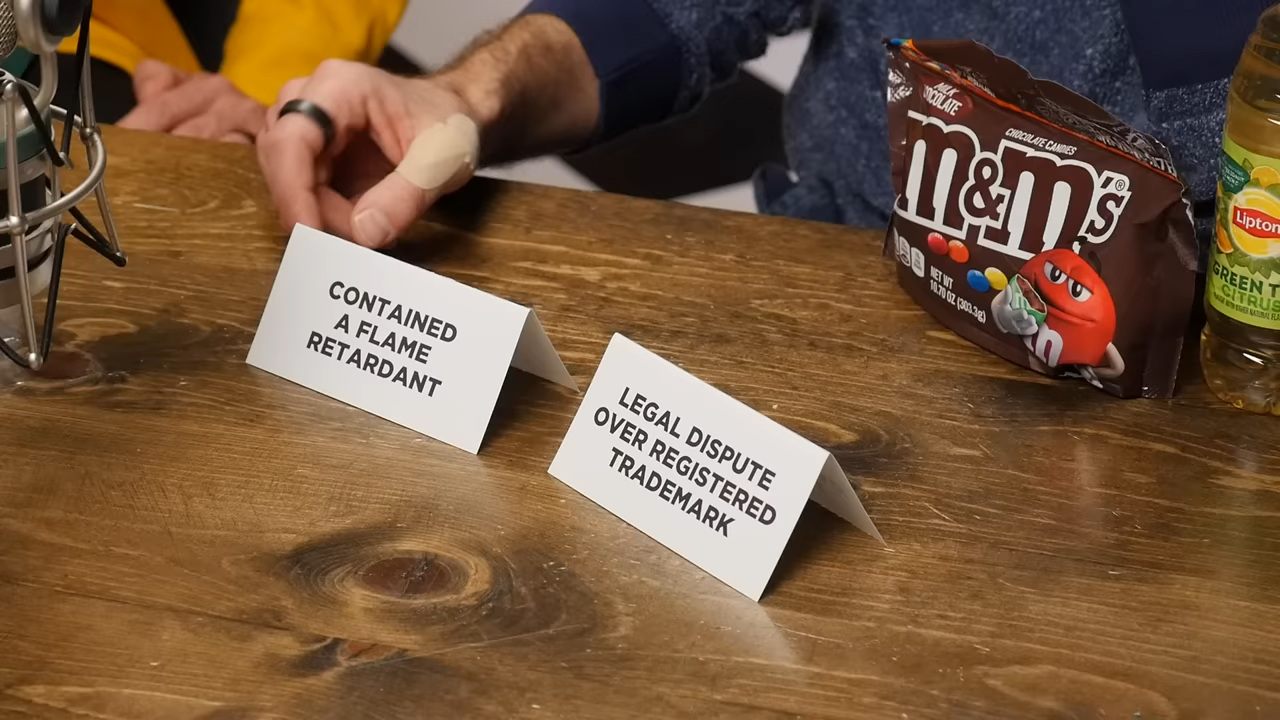 CONTAINED
A FLAME
RETARDANT
LEGAL DISPUTE
OVER REGISTERED
TRADEMARK
MILK
CHOCOLATE
CHOCOLATE CANDIES
m&m's®
NET WT
10.70 OZ (303.3g)
m
Lipton
GREEN T
CITRUS